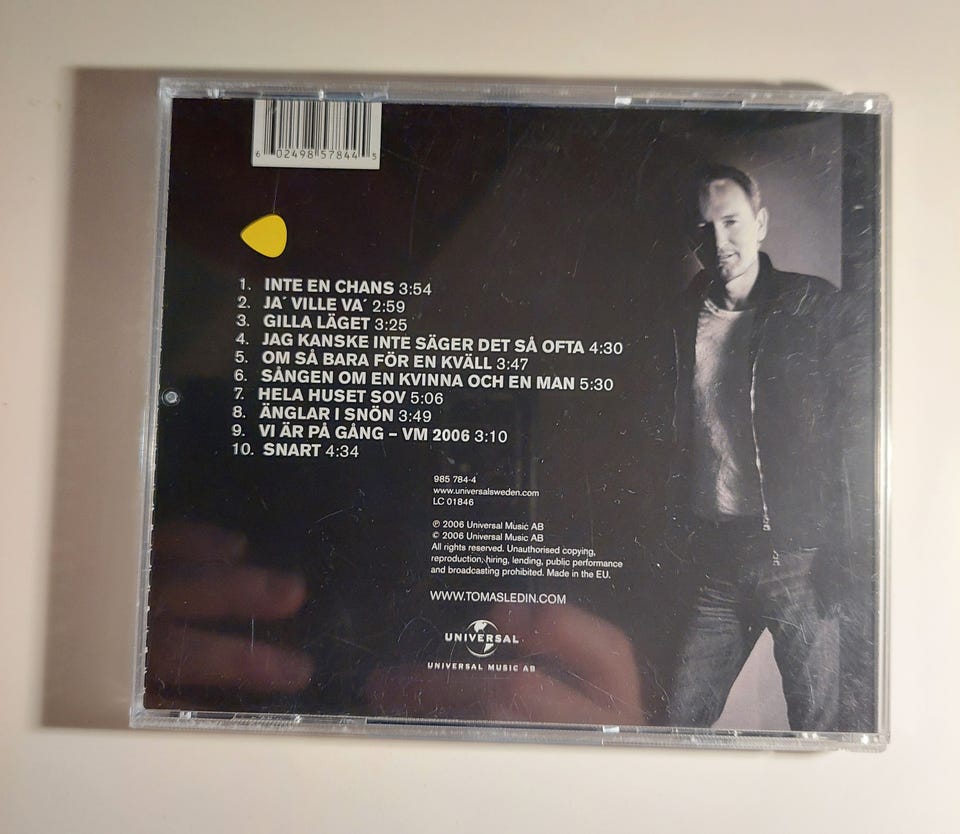 6 02498 57844 5
1. INTE EN CHANS 3:54
2. JA´ VILLE VA´ 2:59
3. GILLA LÄGET 3:25
4. JAG KANSKE INTE SÄGER DET SÅ OFTA 4:30
5. OM SÅ BARA FÖR EN KVÄLL 3:47
6. SÅNGEN OM EN KVINNA OCH EN MAN 5:30
7. HELA HUSET SOV 5:06
8. ÄNGLAR I SNÖN 3:49
9. VI ÄR PÅ GÅNG – VM 2006 3:10
10. SNART 4:34
985 784-4
www.universalsweden.com
LC 01846
℗ 2006 Universal Music AB
© 2006 Universal Music AB
All rights reserved. Unauthorised copying,
reproduction, hiring, lending, public performance
and broadcasting prohibited. Made in the EU.
WWW.TOMASLEDIN.COM
UNIVERSAL
UNIVERSAL MUSIC AB